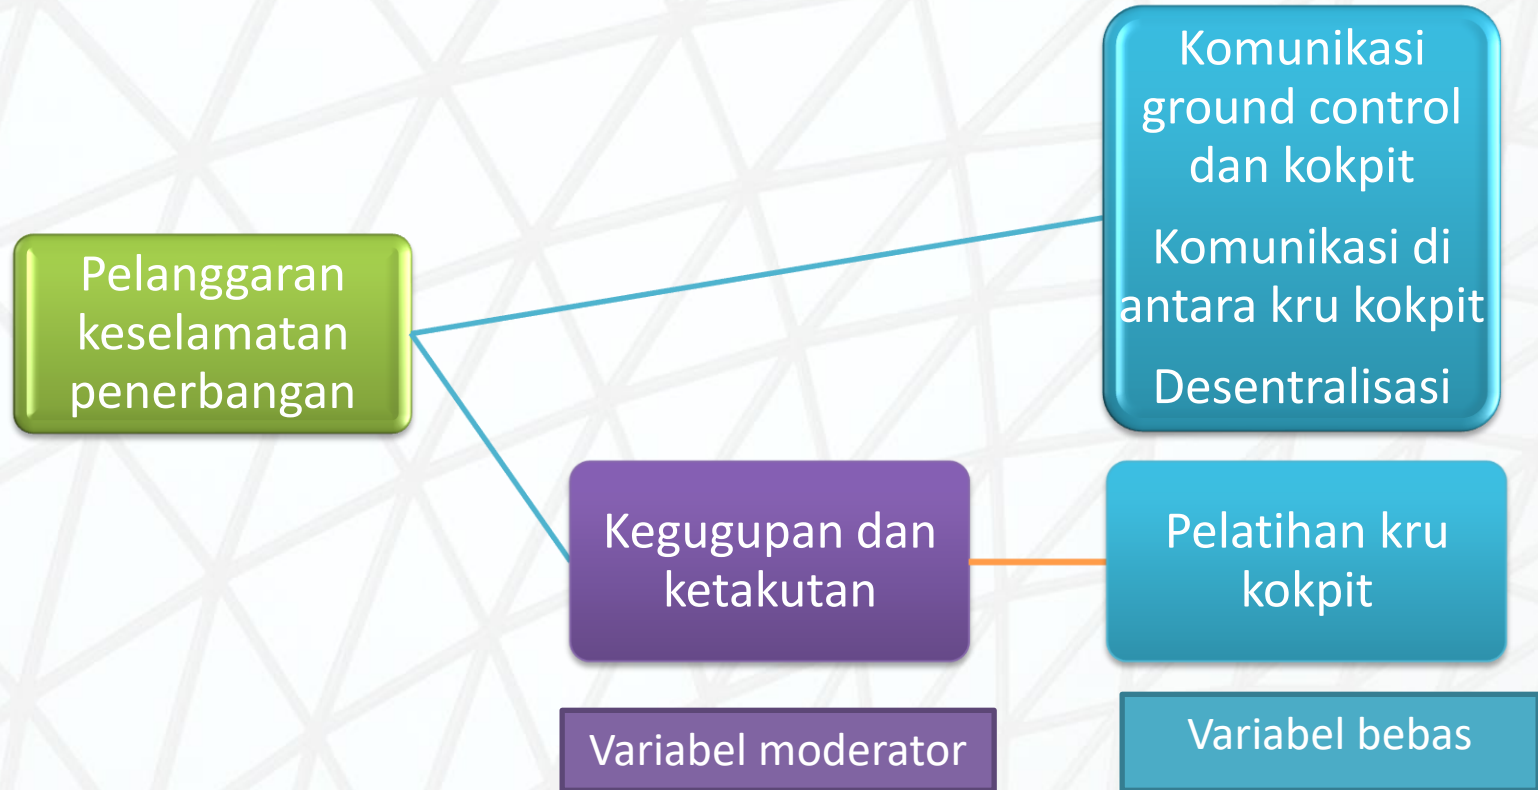 Komunikasi
ground control
dan kokpit
Komunikasi di
antara kru kokpit
Desentralisasi
Pelanggaran
keselamatan
penerbangan
Kegugupan dan
ketakutan
Pelatihan kru
kokpit
Variabel moderator
Variabel bebas